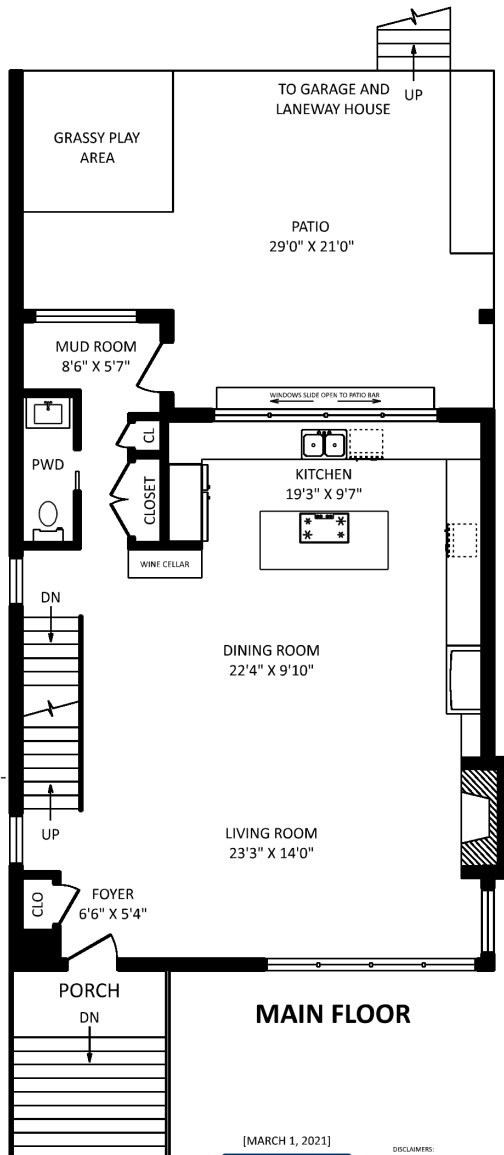 TO GARAGE AND
LANEWAY HOUSE
UP
GRASSY PLAY
AREA
PATIO
29'0" X 21'0"
MUD ROOM
8'6" X 5'7"
WINDOWS SLIDE OPEN TO PATIO BAR
CL
PWD
CLOSET
KITCHEN
19'3" X 9'7"
WINE CELLAR
DN
DINING ROOM
22'4" X 9'10"
UP
LIVING ROOM
23'3" X 14'0"
CLO
FOYER
6'6" X 5'4"
PORCH
DN
MAIN FLOOR
[MARCH 1, 2021]
DISCLAIMERS: